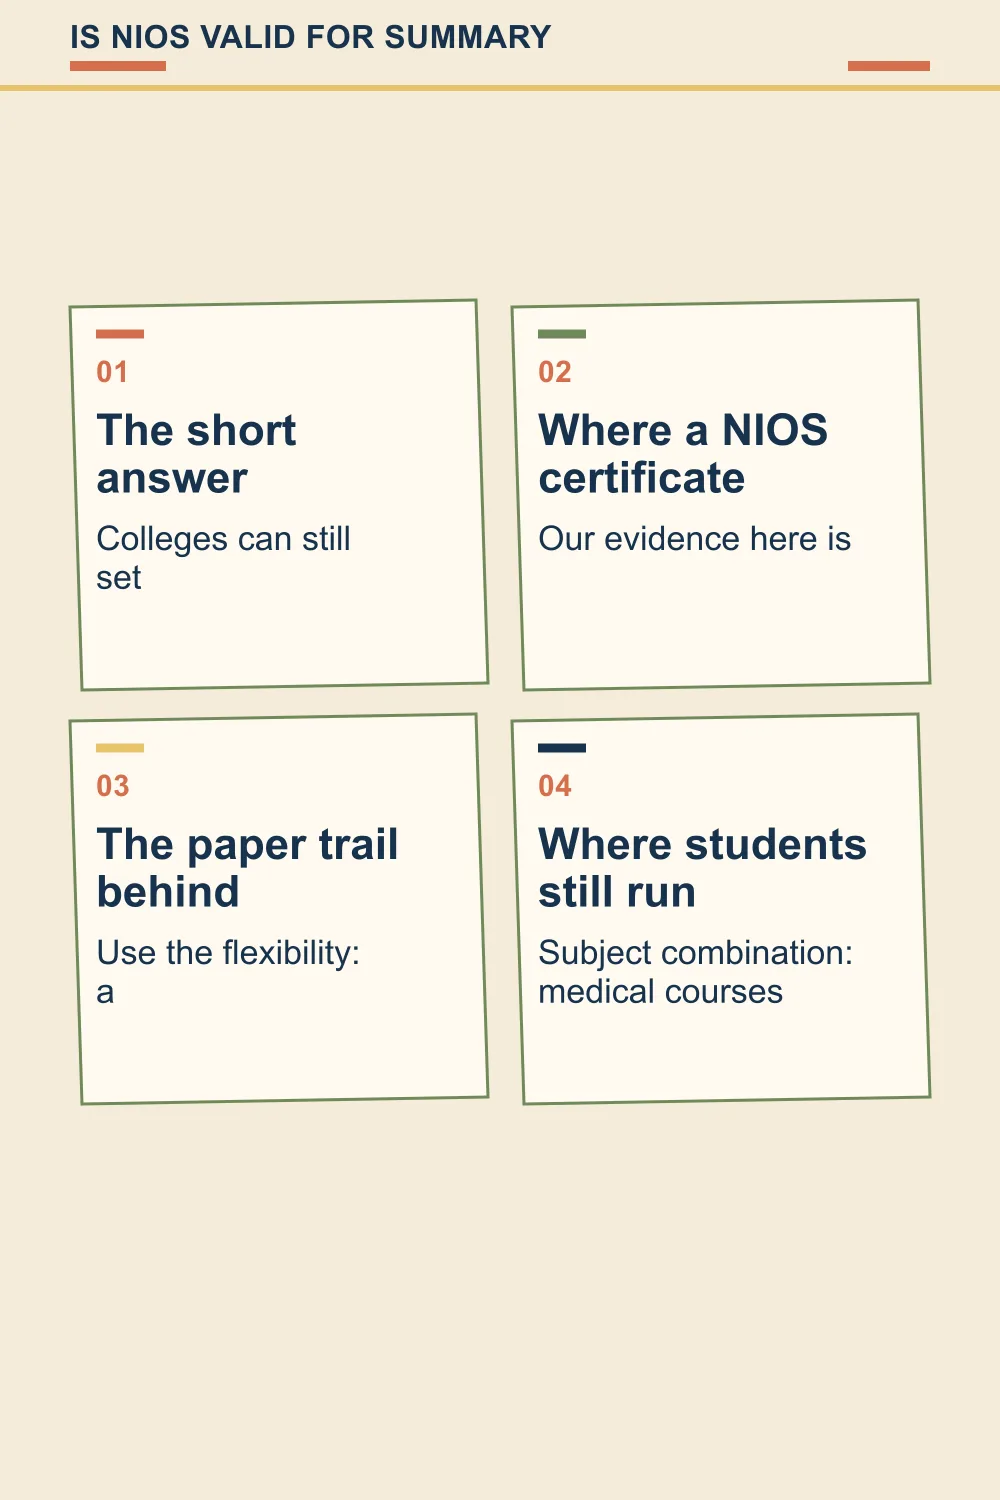 IS NIOS VALID FOR SUMMARY
01
The short
answer
Colleges can still
set
02
Where a NIOS
certificate
Our evidence here is
03
The paper trail
behind
Use the flexibility:
a
04
Where students
still run
Subject combination:
medical courses